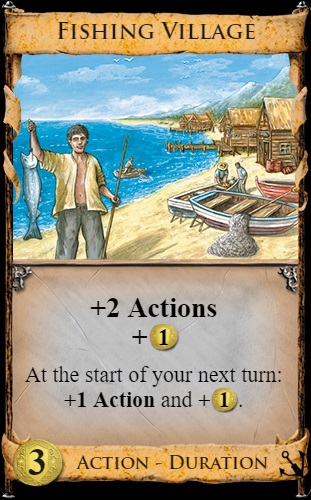 FISHING VILLAGE
+2 Actions
+1
At the start of your next turn:
+1 Action and +1.
3 ACTION - DURATION